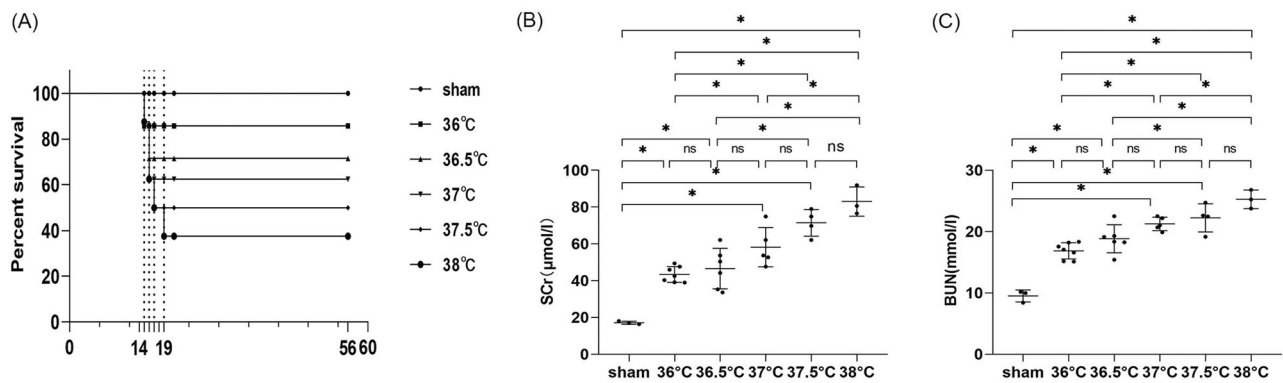 (A)
Percent survival
100
80
60
40
20
0
0
14
19
56
60
sham
36°C
36.5°C
37°C
37.5°C
38°C
(B)
*
*
*
* *
*
* *
* ns ns ns ns
*
*
SCr(μmol/l)
100
80
60
40
20
0
sham 36°C 36.5°C 37°C 37.5°C 38°C
(C)
*
*
*
* *
*
* *
* ns ns ns ns
*
*
BUN(mmol/l)
30
20
10
0
sham 36°C 36.5°C 37°C 37.5°C 38°C